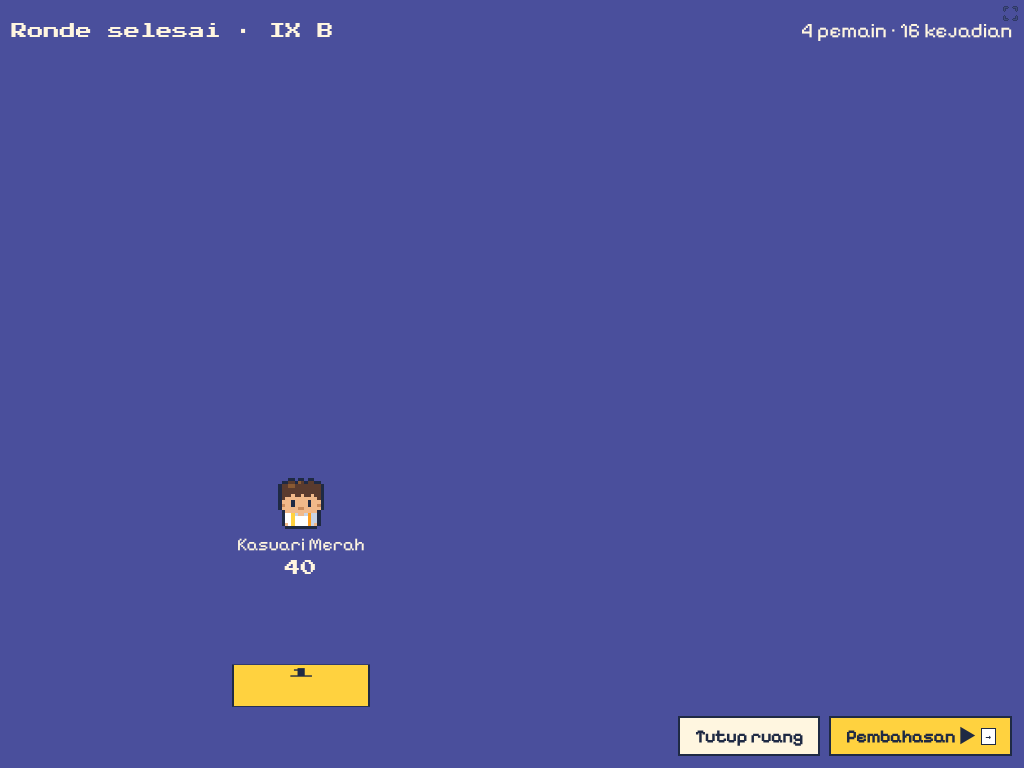 Ronde selesai · IX B
4 pemain · 16 kejadian
Kasuari Merah
40
1
Tutup ruang
Pembahasan ▶ →